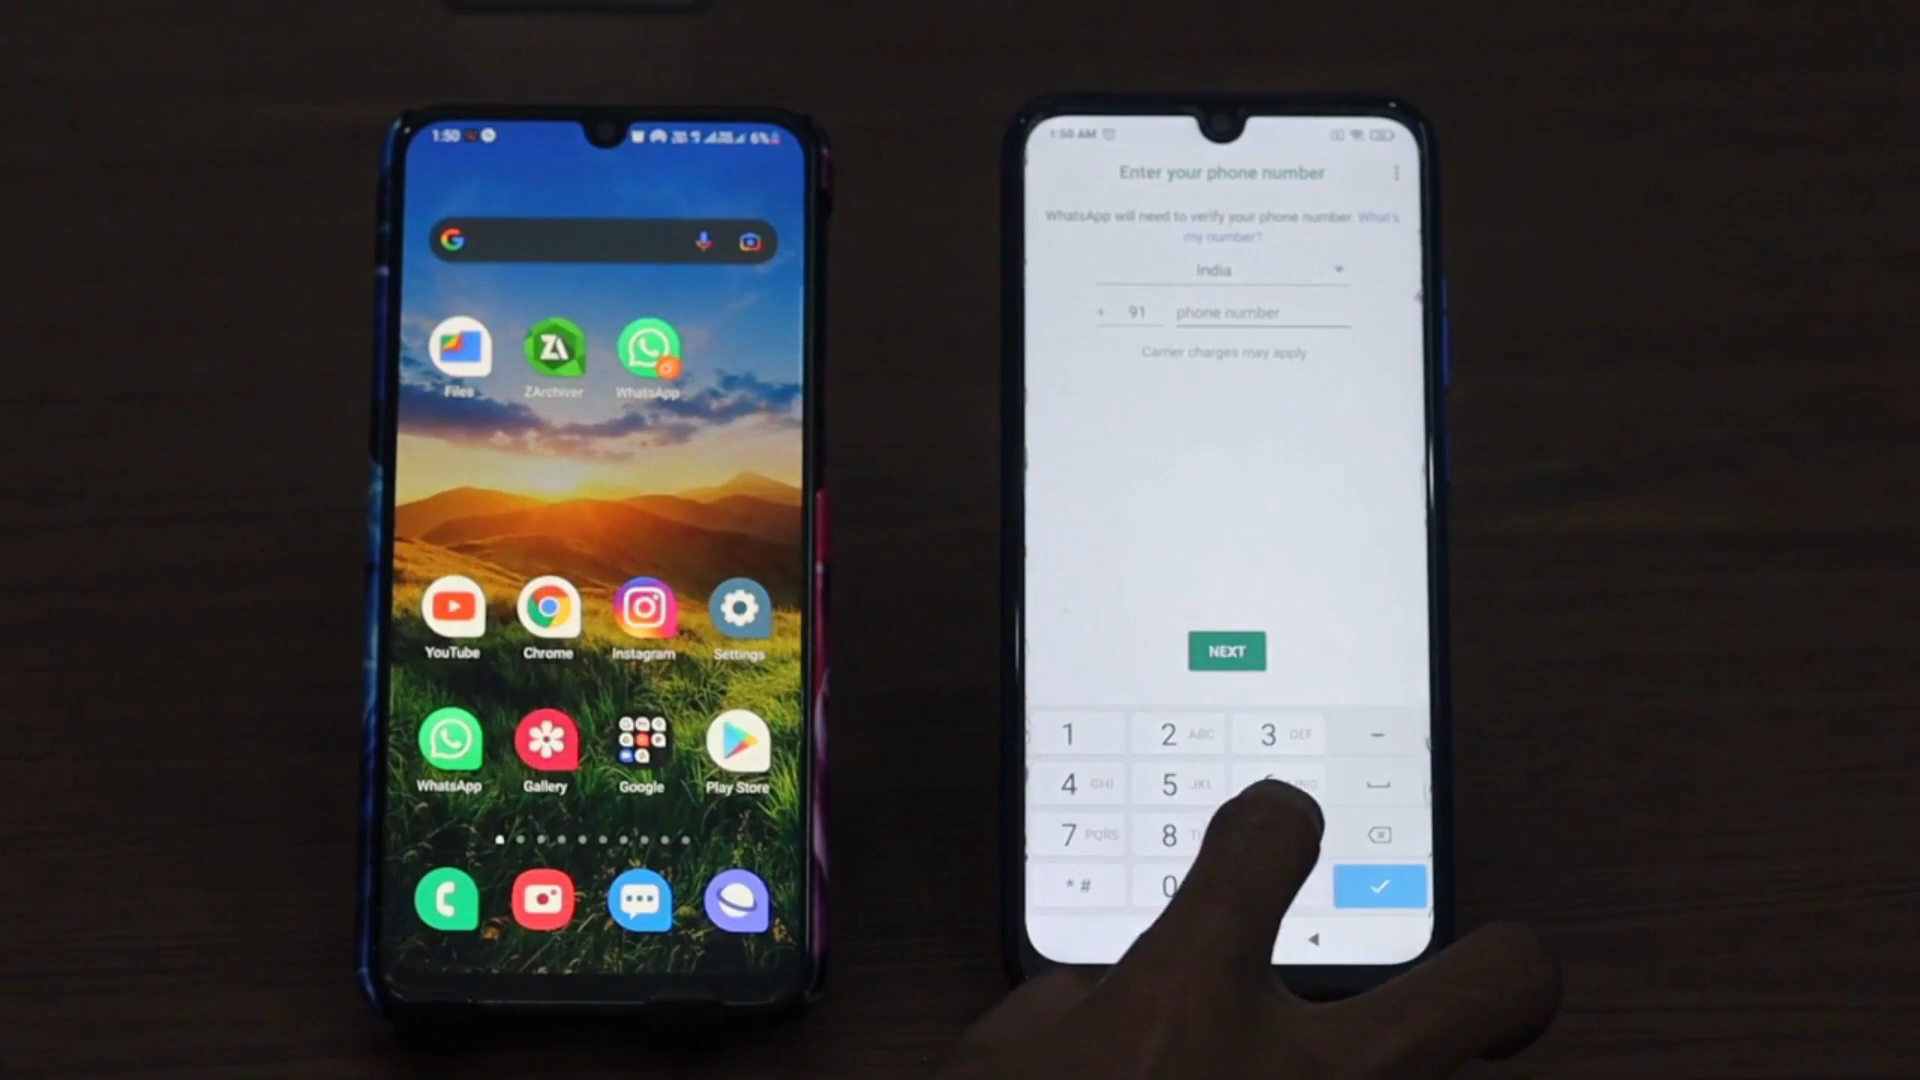 1:50
6%
Files
ZArchiver
WhatsApp
YouTube
Chrome
Instagram
Settings
WhatsApp
Gallery
Google
Play Store
1:50 AM
Enter your phone number
WhatsApp will need to verify your phone number. What's
my number?
India
+ 91 phone number
Carrier charges may apply
NEXT
1 2 ABC 3 DEF -
4 GHI 5 JKL
7 PQRS 8
* # 0